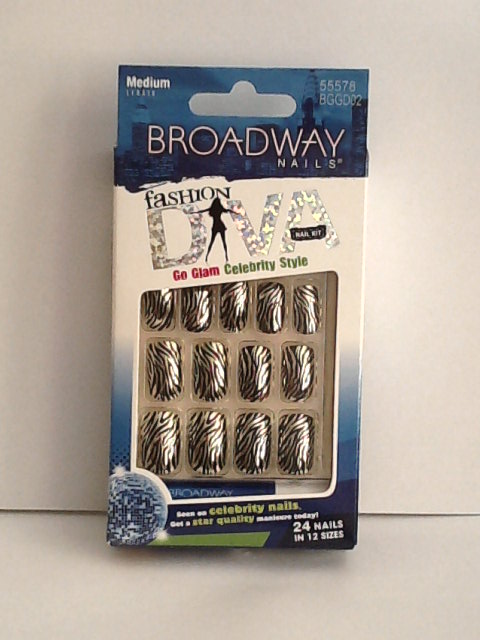 Medium
LENGTH
55578
BGGD02
BROADWAY
NAILS®
fasHION
DIVA
NAIL KIT
Go Glam Celebrity Style
BROADWAY
Seen on celebrity nails.
Get a star quality manicure today!
24 NAILS
IN 12 SIZES